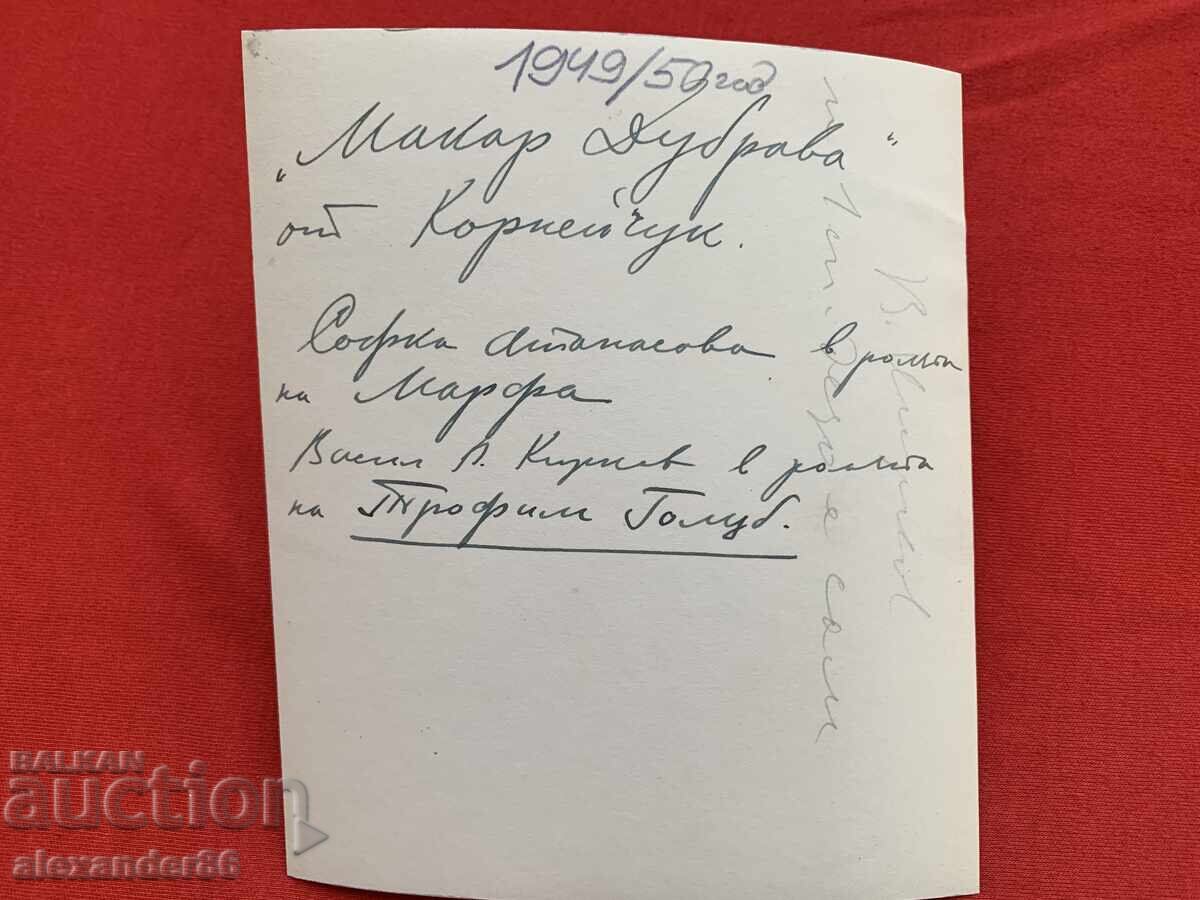 1949/50 год
„Макар Дубрава“
от Корнейчук.
Софка Атанасова в ролята
на Марфа
Васил П. Кирков в ролята
на Трофим Голуб.
сам
В.
BALKAN
auction
alexander86